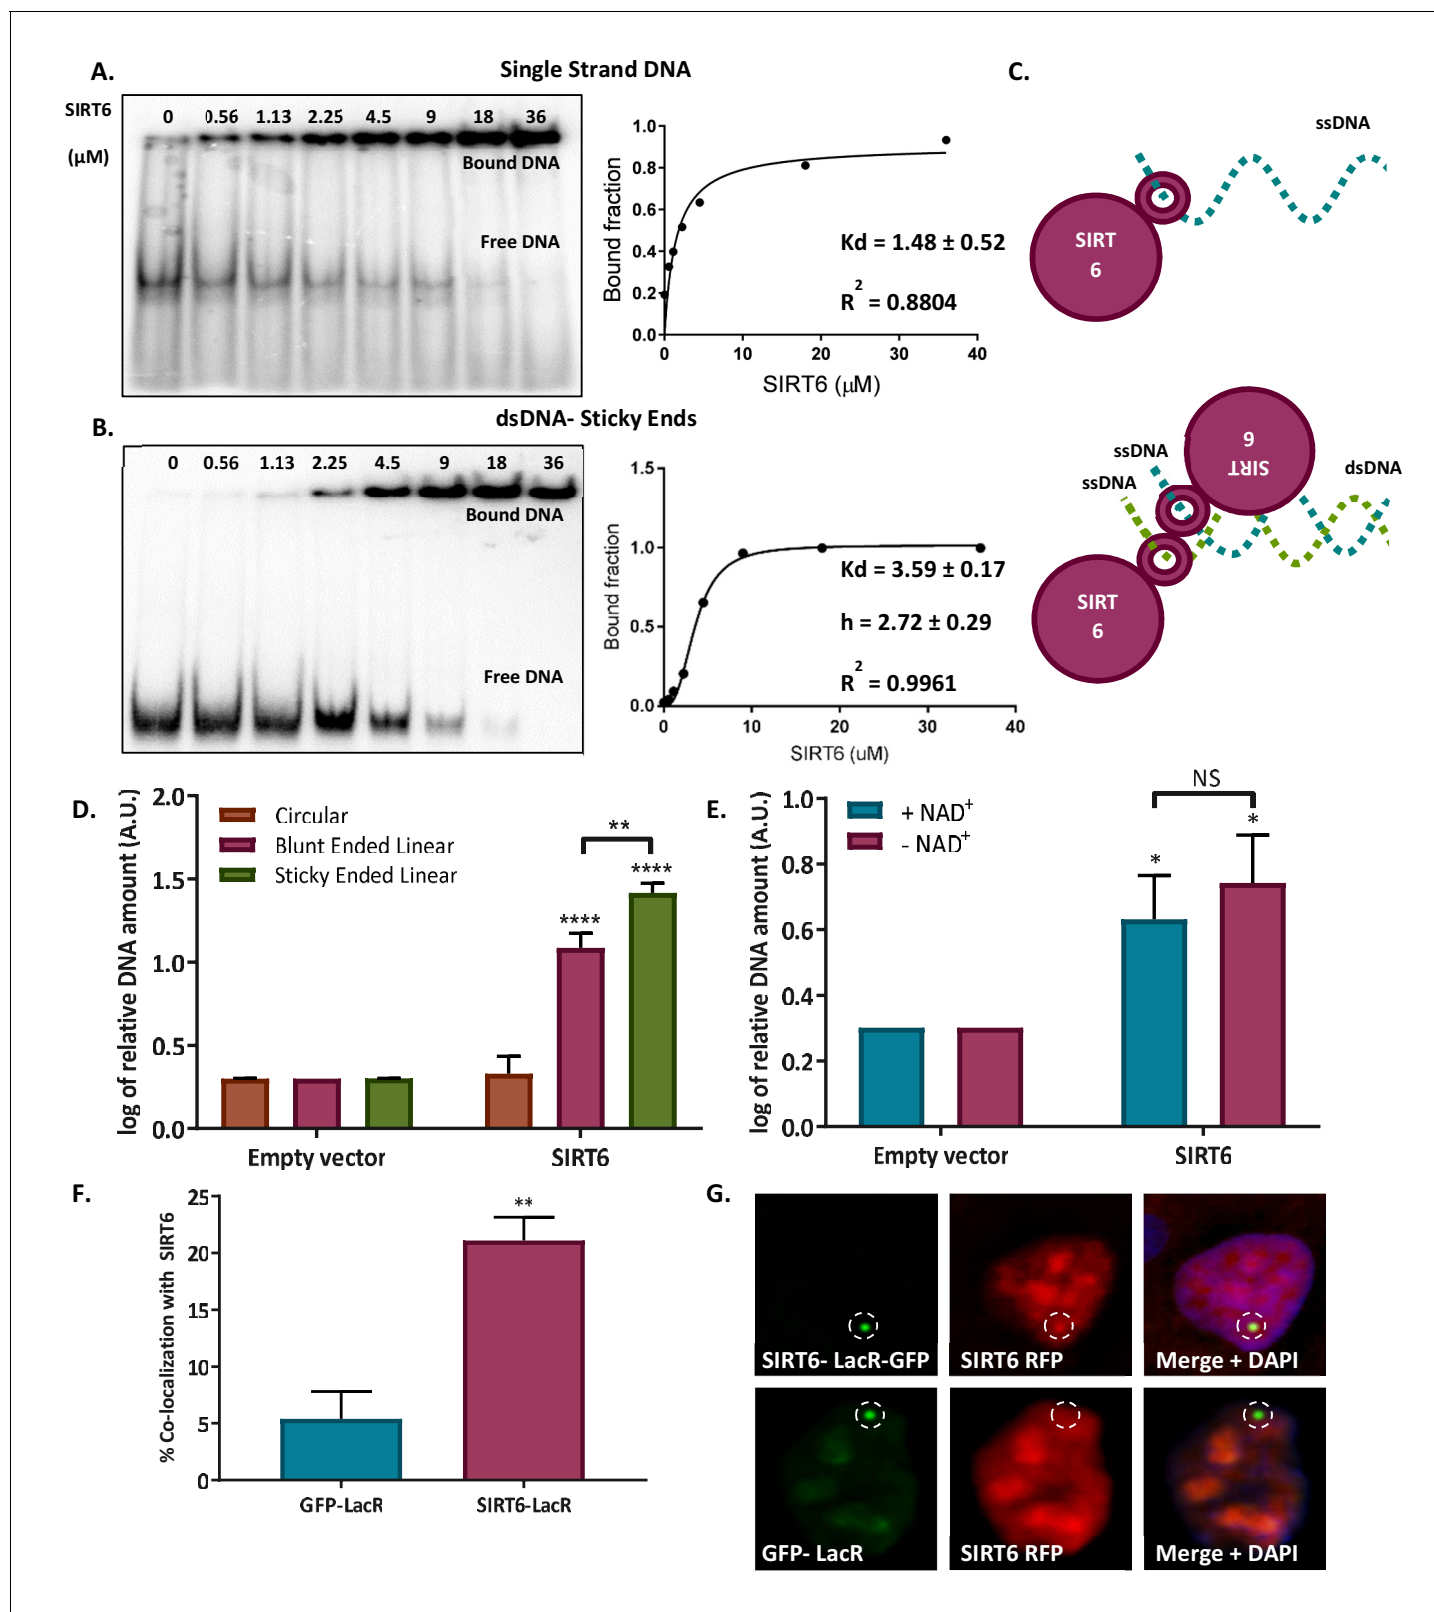 A.
Single Strand DNA
C.
SIRT6
(µM)
0 0.56 1.13 2.25 4.5 9 18 36
Bound DNA
Free DNA
Bound fraction
1.0
0.8
0.6
0.4
0.2
0.0
0 10 20 30 40
SIRT6 (µM)
Kd = 1.48 ± 0.52
R² = 0.8804
ssDNA
SIRT
6
B.
dsDNA- Sticky Ends
0 0.56 1.13 2.25 4.5 9 18 36
Bound DNA
Free DNA
Bound fraction
1.5
1.0
0.5
0.0
0 10 20 30 40
SIRT6 (uM)
Kd = 3.59 ± 0.17
h = 2.72 ± 0.29
R² = 0.9961
SIRT
6
ssDNA
ssDNA
dsDNA
SIRT
6
D.
log of relative DNA amount (A.U.)
2.0
1.5
1.0
0.5
0.0
Circular
Blunt Ended Linear
Sticky Ended Linear
**
****
****
Empty vector SIRT6
E.
log of relative DNA amount (A.U.)
1.0
0.8
0.6
0.4
0.2
0.0
+ NAD⁺
- NAD⁺
NS
*
*
Empty vector SIRT6
F.
% Co-localization with SIRT6
25
20
15
10
5
0
**
GFP-LacR SIRT6-LacR
G.
SIRT6- LacR-GFP
SIRT6 RFP
Merge + DAPI
GFP- LacR
SIRT6 RFP
Merge + DAPI